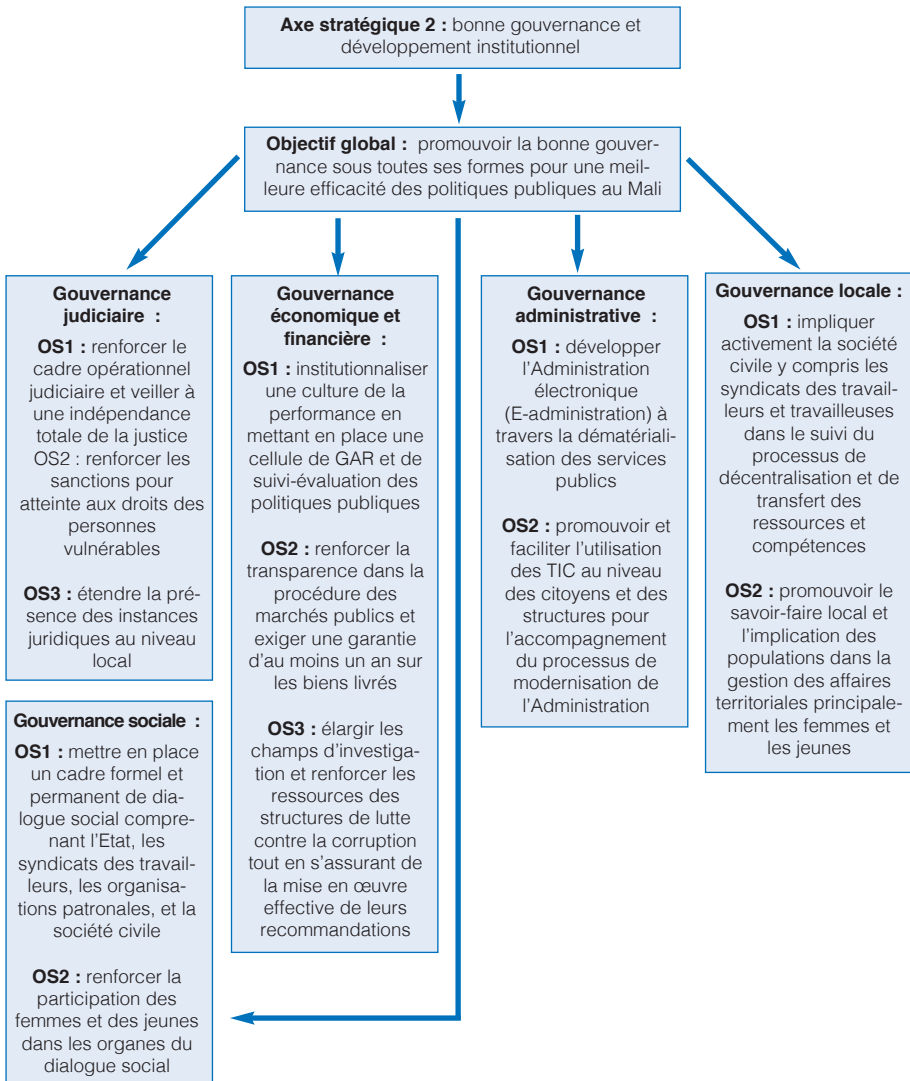 Axe stratégique 2 : bonne gouvernance et
développement institutionnel
Objectif global : promouvoir la bonne gouver-
nance sous toutes ses formes pour une meil-
leure efficacité des politiques publiques au Mali
Gouvernance
judiciaire :
OS1 : renforcer le
cadre opérationnel
judiciaire et veiller à
une indépendance
totale de la justice
OS2 : renforcer les
sanctions pour
atteinte aux droits des
personnes
vulnérables
OS3 : étendre la pré-
sence des instances
juridiques au niveau
local
Gouvernance
économique et
financière :
OS1 : institutionnaliser
une culture de la
performance en
mettant en place une
cellule de GAR et de
suivi-évaluation des
politiques publiques
OS2 : renforcer la
transparence dans la
procédure des
marchés publics et
exiger une garantie
d'au moins un an sur
les biens livrés
OS3 : élargir les
champs d'investiga-
tion et renforcer les
ressources des
structures de lutte
contre la corruption
tout en s'assurant de
la mise en œuvre
effective de leurs
recommandations
Gouvernance
administrative :
OS1 : développer
l'Administration
électronique
(E-administration) à
travers la dématériali-
sation des services
publics
OS2 : promouvoir et
faciliter l'utilisation
des TIC au niveau
des citoyens et des
structures pour
l'accompagnement
du processus de
modernisation de
l'Administration
Gouvernance locale :
OS1 : impliquer
activement la société
civile y compris les
syndicats des travail-
leurs et travailleuses
dans le suivi du
processus de
décentralisation et de
transfert des
ressources et
compétences
OS2 : promouvoir le
savoir-faire local et
l'implication des
populations dans la
gestion des affaires
territoriales principale-
ment les femmes et
les jeunes
Gouvernance sociale :
OS1 : mettre en place
un cadre formel et
permanent de dia-
logue social compre-
nant l'Etat, les
syndicats des travail-
leurs, les organisa-
tions patronales, et la
société civile
OS2 : renforcer la
participation des
femmes et des jeunes
dans les organes du
dialogue social